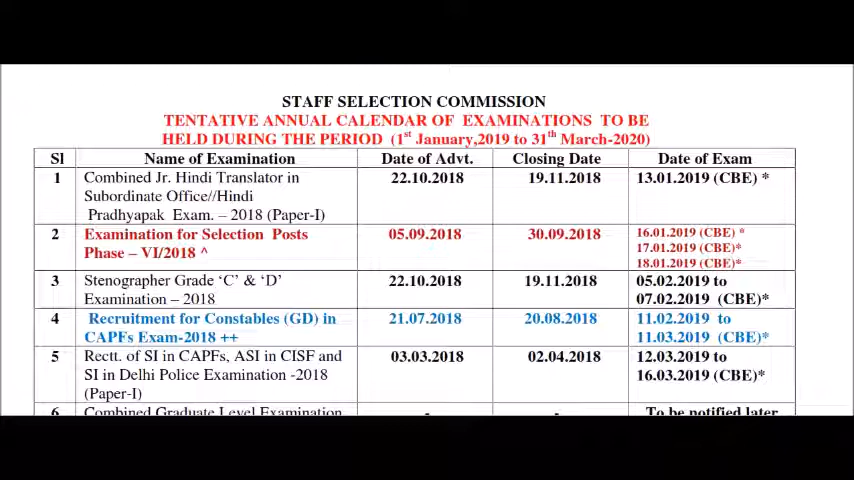 STAFF SELECTION COMMISSION
TENTATIVE ANNUAL CALENDAR OF EXAMINATIONS TO BE
HELD DURING THE PERIOD (1st January,2019 to 31th March-2020)
Sl Name of Examination Date of Advt. Closing Date Date of Exam
1 Combined Jr. Hindi Translator in 22.10.2018 19.11.2018 13.01.2019 (CBE) *
Subordinate Office//Hindi
Pradhyapak Exam. – 2018 (Paper-I)
2 Examination for Selection Posts 05.09.2018 30.09.2018 16.01.2019 (CBE) *
Phase – VI/2018 ^ 17.01.2019 (CBE)*
18.01.2019 (CBE)*
3 Stenographer Grade ‘C’ & ‘D’ 22.10.2018 19.11.2018 05.02.2019 to
Examination – 2018 07.02.2019 (CBE)*
4 Recruitment for Constables (GD) in 21.07.2018 20.08.2018 11.02.2019 to
CAPFs Exam-2018 ++ 11.03.2019 (CBE)*
5 Rectt. of SI in CAPFs, ASI in CISF and 03.03.2018 02.04.2018 12.03.2019 to
SI in Delhi Police Examination -2018 16.03.2019 (CBE)*
(Paper-I)
6 Combined Graduate Level Examination - - To be notified later